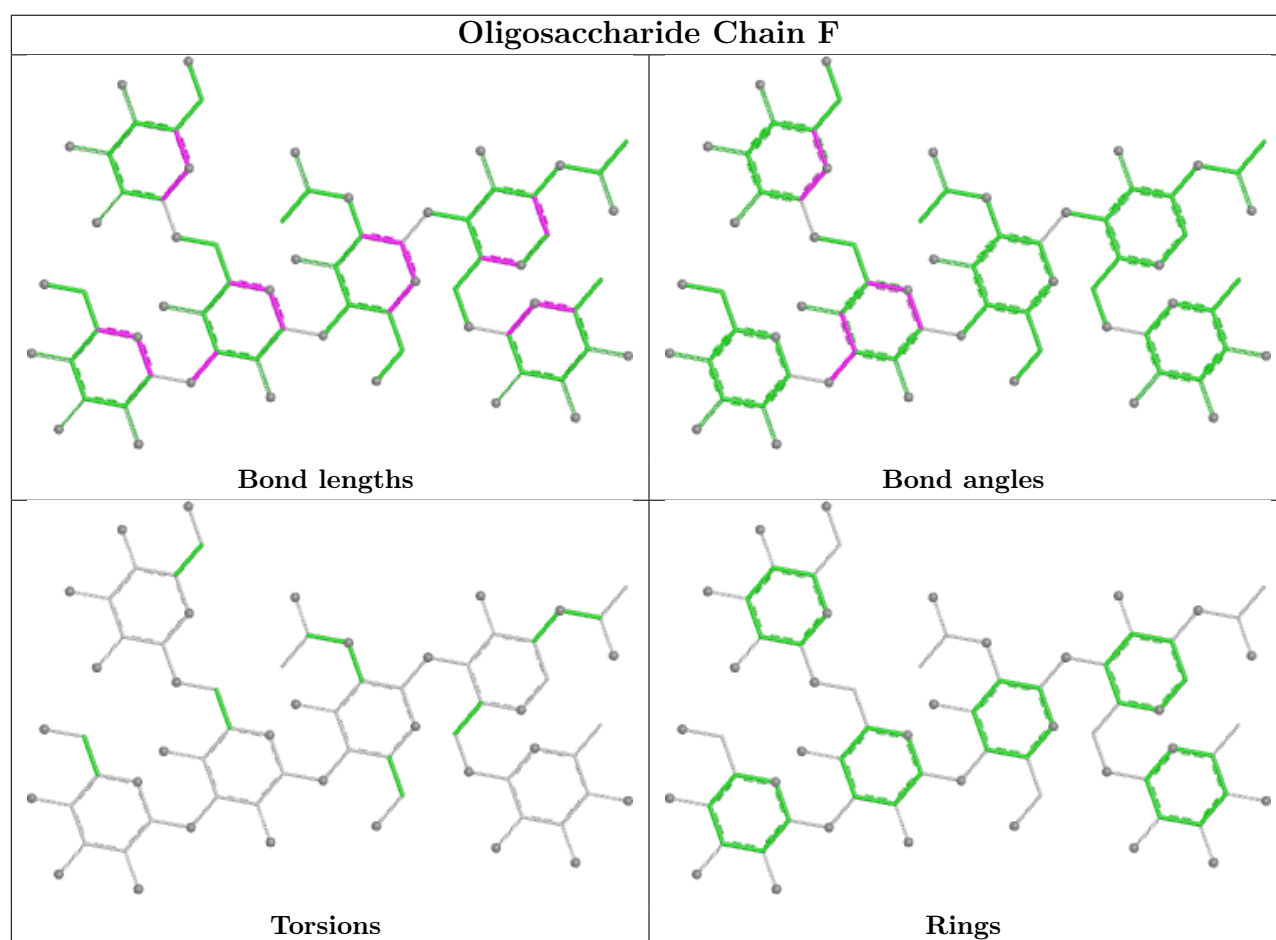 Oligosaccharide Chain F
Bond lengths
Bond angles
Torsions
Rings